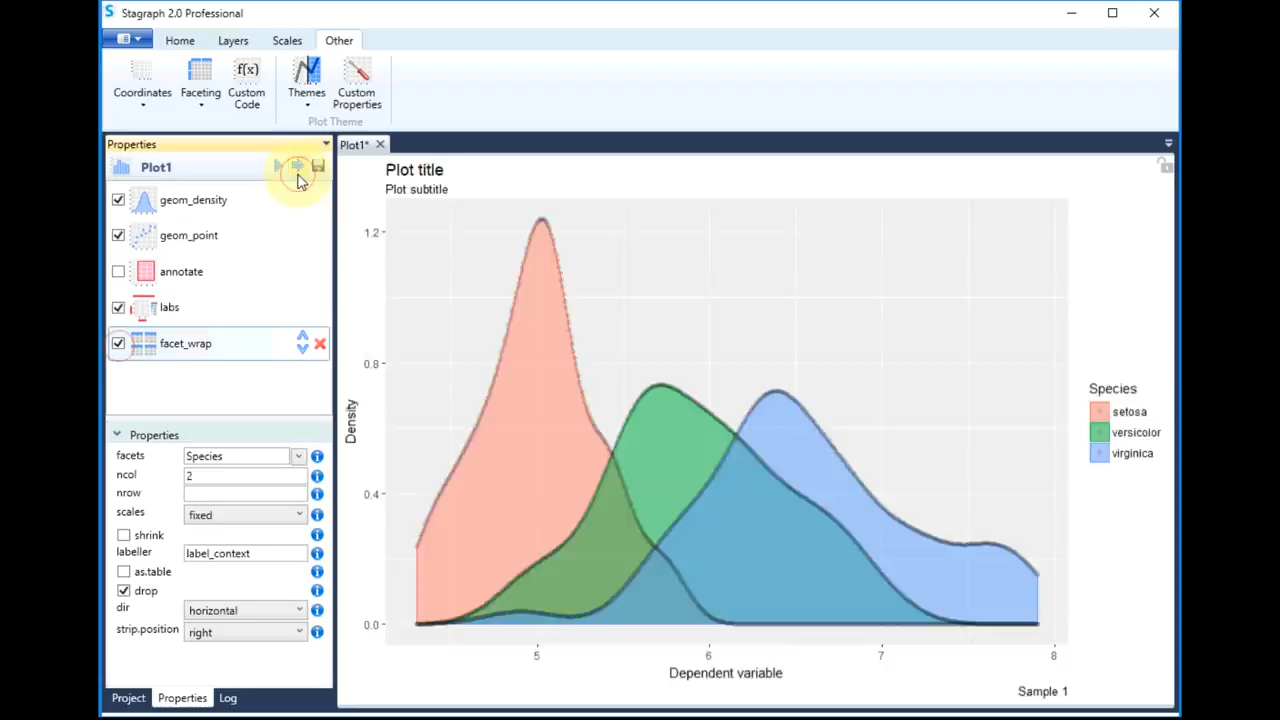 Stagraph 2.0 Professional
Home Layers Scales Other
Coordinates Faceting Custom Code Themes Custom Properties
Plot Theme
Properties
Plot1* 
Plot1
geom_density
geom_point
annotate
labs
facet_wrap
Properties
facets Species
ncol 2
nrow
scales fixed
shrink
labeller label_context
as.table
drop
dir horizontal
strip.position right
Project Properties Log
Plot title
Plot subtitle
1.2
0.8
0.4
0.0
Density
5 6 7 8
Dependent variable
Sample 1
Species
setosa
versicolor
virginica